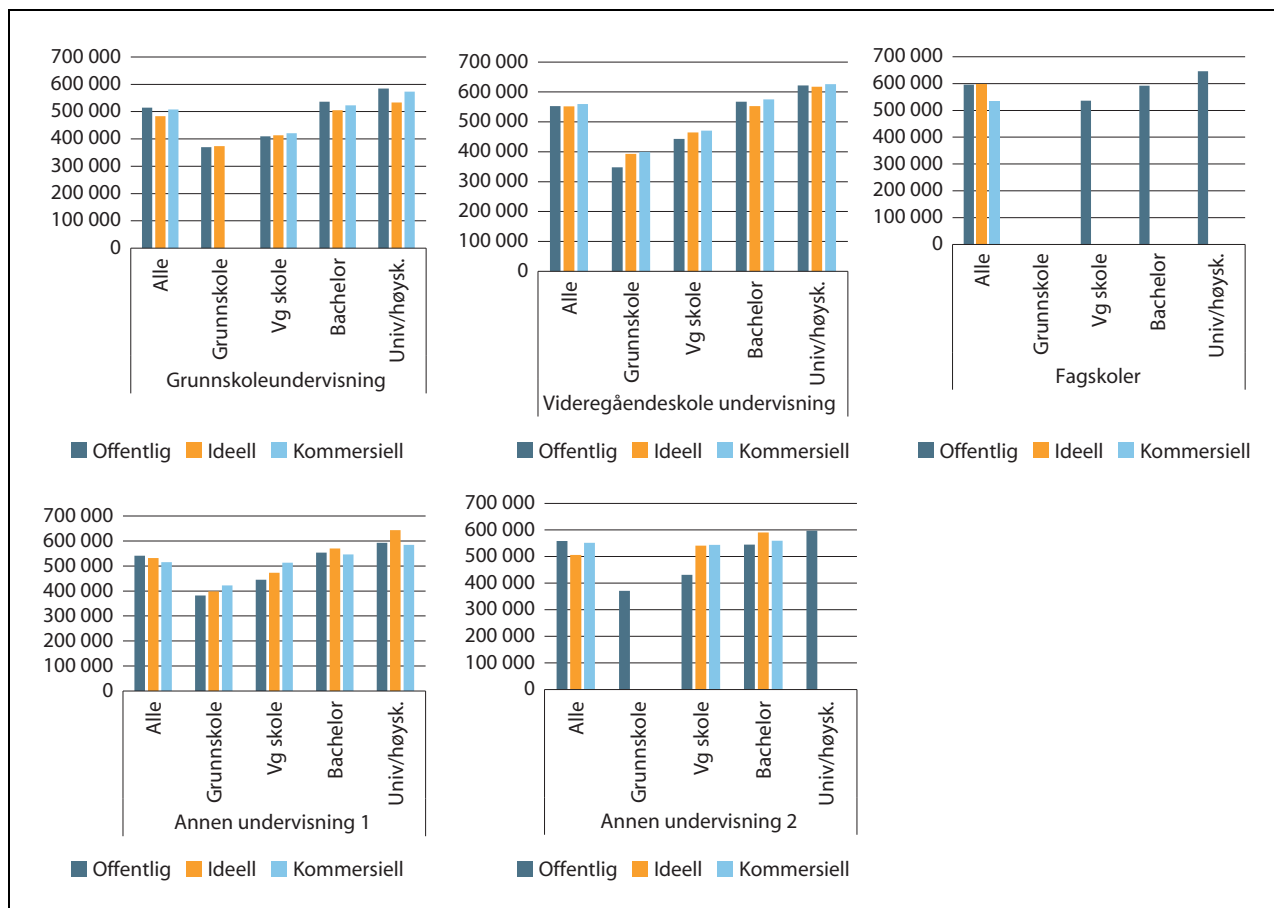 700 000
600 000
500 000
400 000
300 000
200 000
100 000
0
Alle
Grunnskole
Vg skole
Bachelor
Univ/høysk.
Grunnskoleundervisning
Offentlig Ideell Kommersiell
700 000
600 000
500 000
400 000
300 000
200 000
100 000
0
Alle
Grunnskole
Vg skole
Bachelor
Univ/høysk.
Videregåendeskole undervisning
Offentlig Ideell Kommersiell
700 000
600 000
500 000
400 000
300 000
200 000
100 000
0
Alle
Grunnskole
Vg skole
Bachelor
Univ/høysk.
Fagskoler
Offentlig Ideell Kommersiell
700 000
600 000
500 000
400 000
300 000
200 000
100 000
0
Alle
Grunnskole
Vg skole
Bachelor
Univ/høysk.
Annen undervisning 1
Offentlig Ideell Kommersiell
700 000
600 000
500 000
400 000
300 000
200 000
100 000
0
Alle
Grunnskole
Vg skole
Bachelor
Univ/høysk.
Annen undervisning 2
Offentlig Ideell Kommersiell